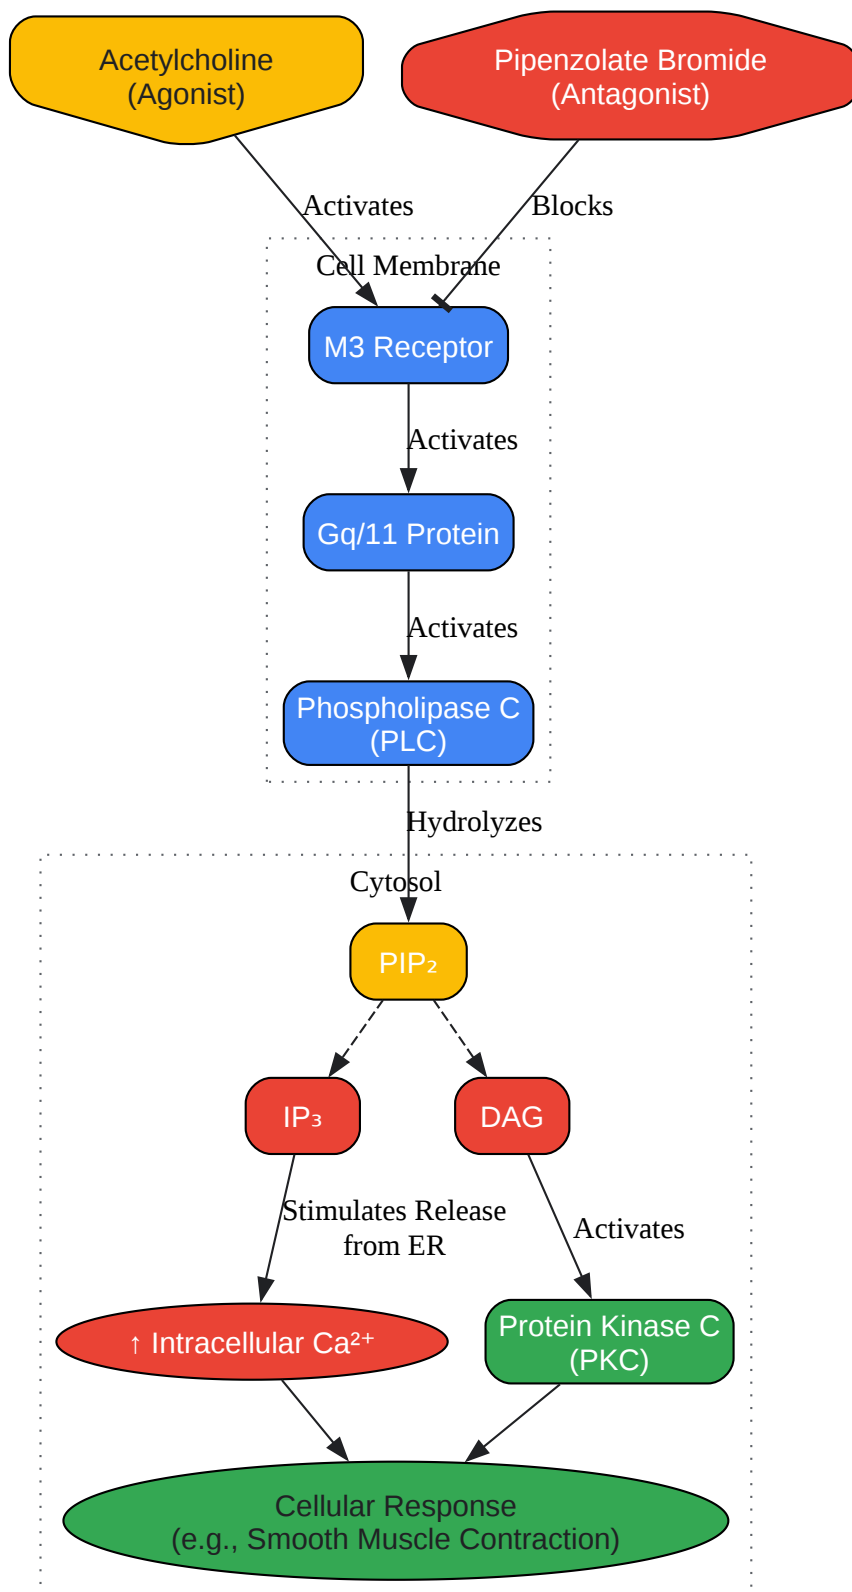 Acetylcholine
(Agonist)
Pipenzolate Bromide
(Antagonist)
Activates
Blocks
Cell Membrane
M3 Receptor
Activates
Gq/11 Protein
Activates
Phospholipase C
(PLC)
Hydrolyzes
Cytosol
PIP₂
IP₃
DAG
Stimulates Release
from ER
Activates
↑ Intracellular Ca²⁺
Protein Kinase C
(PKC)
Cellular Response
(e.g., Smooth Muscle Contraction)